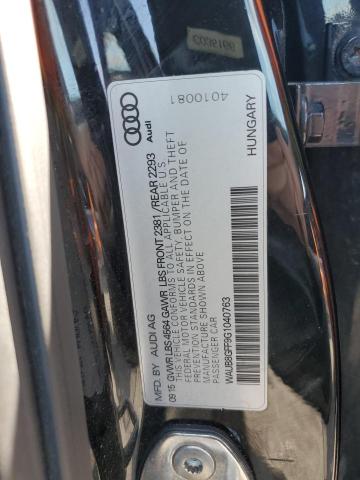 4010081
Audi
HUNGARY
MFD. BY AUDI AG
09 15 GVWR LBS 4564 GAWR LBS FRONT 2381 / REAR 2293
THIS VEHICLE CONFORMS TO ALL APPLICABLE U'S
FEDERAL MOTOR VEHICLE SAFETY, BUMPER AND THEFT
STANDARDS IN EFFECT ON THE DATE OF
MANUFACTURE SHOWN ABOVE
PASSENGER CAR
WAUB8GFF9G1040763